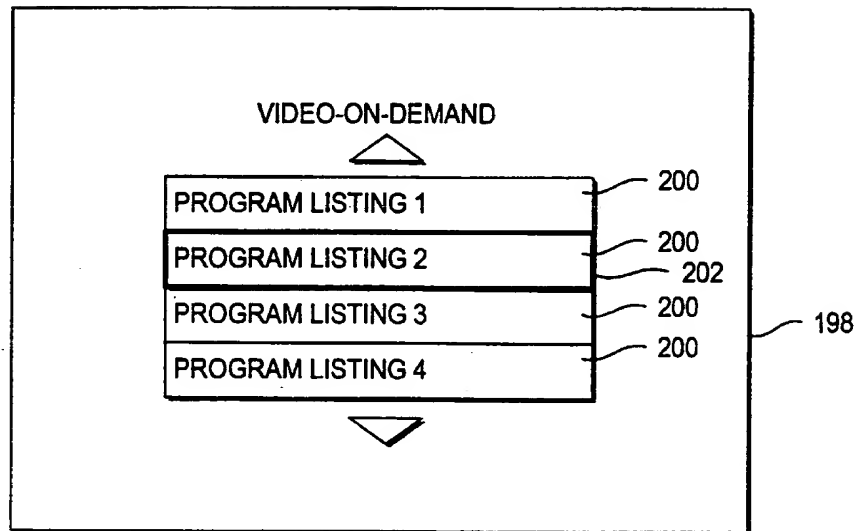 VIDEO-ON-DEMAND
PROGRAM LISTING 1
200
PROGRAM LISTING 2
200
202
PROGRAM LISTING 3
200
198
PROGRAM LISTING 4
200